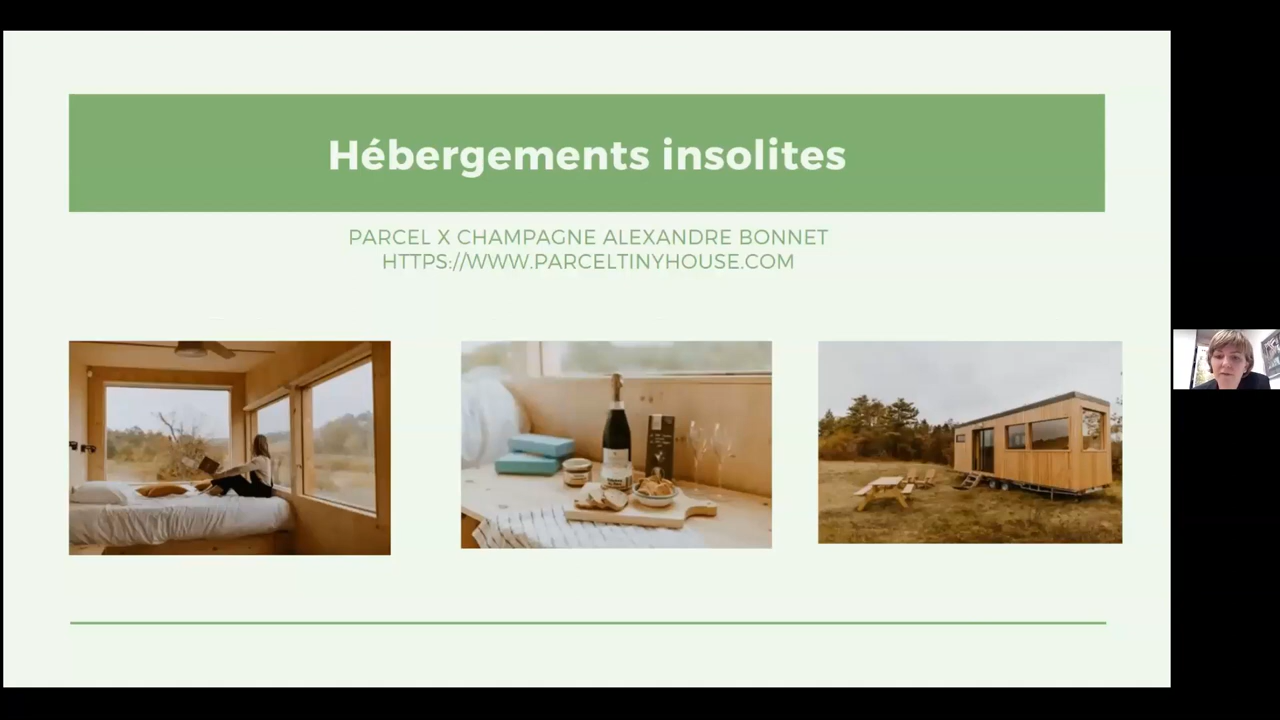 Hébergements insolites
PARCEL X CHAMPAGNE ALEXANDRE BONNET
HTTPS://WWW.PARCELTINYHOUSE.COM